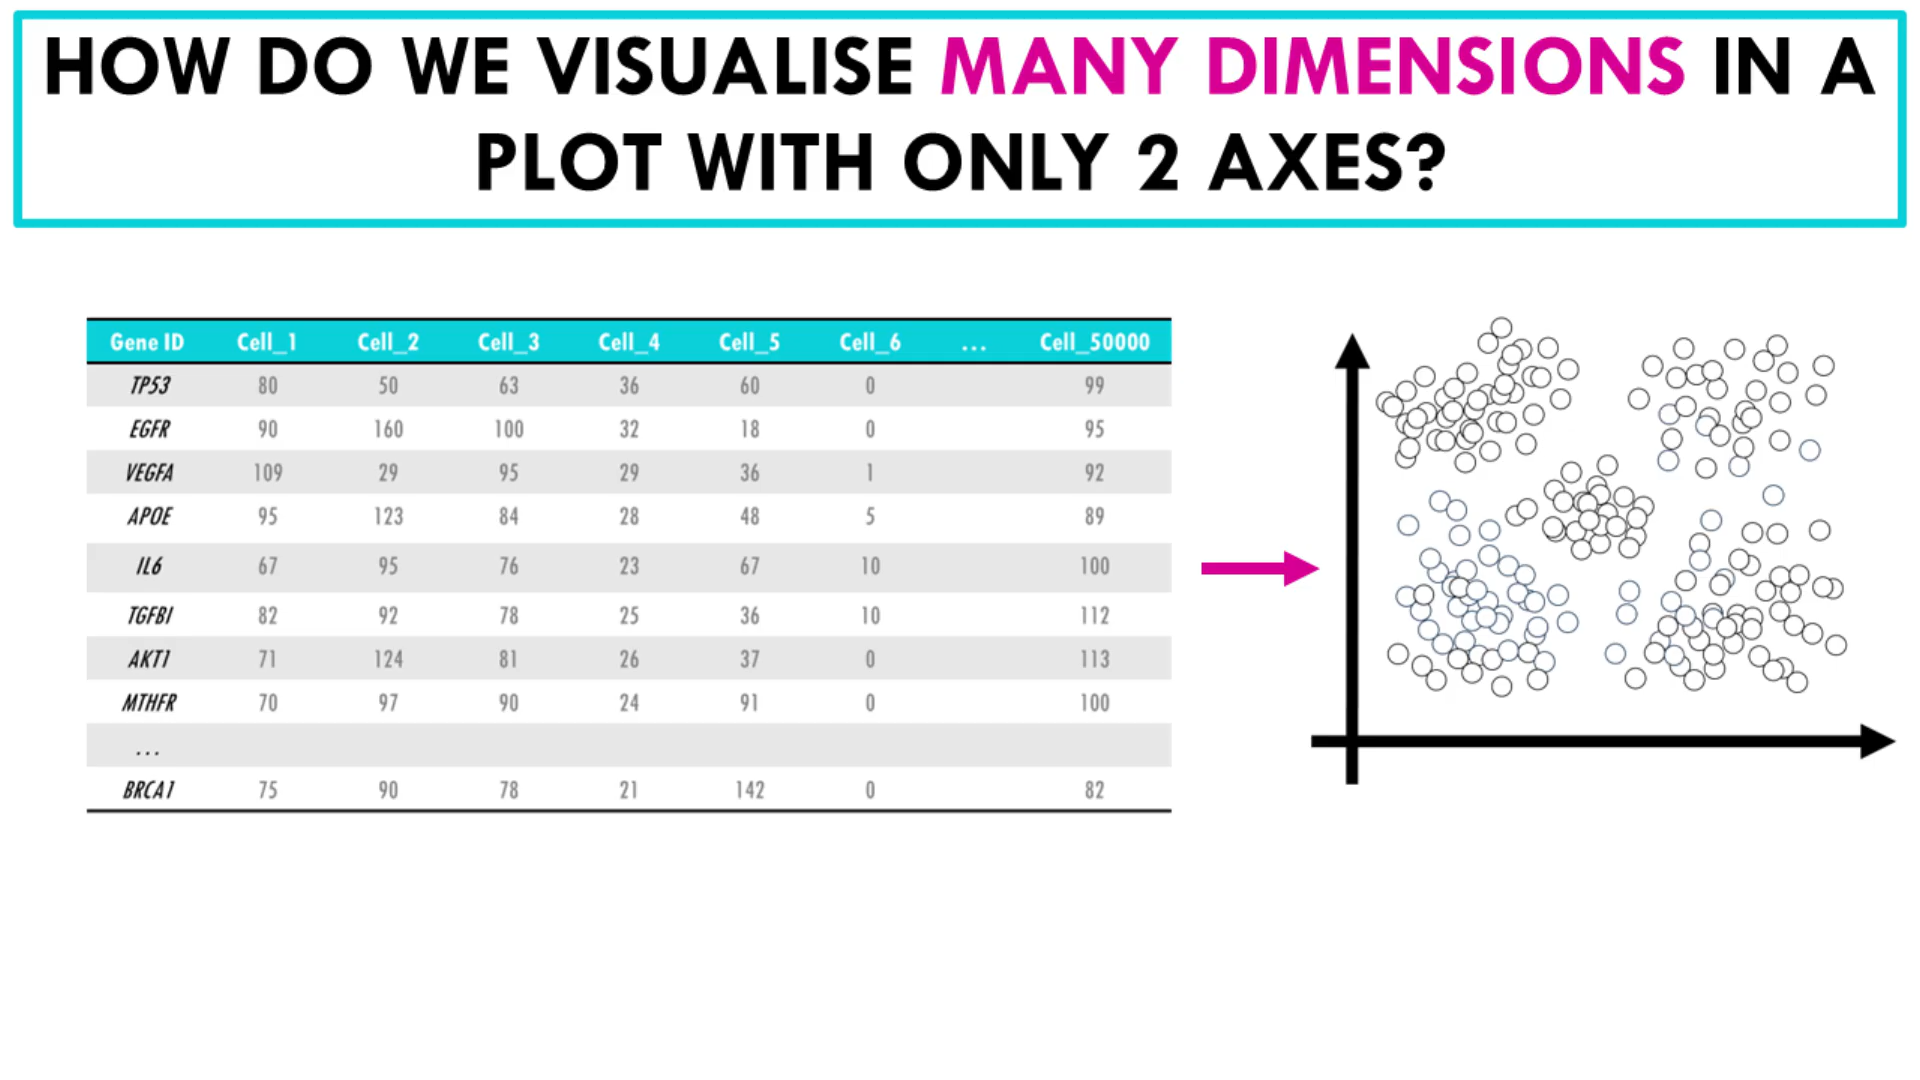 HOW DO WE VISUALISE MANY DIMENSIONS IN A
PLOT WITH ONLY 2 AXES?
Gene ID Cell_1 Cell_2 Cell_3 Cell_4 Cell_5 Cell_6 ... Cell_50000
TP53 80 50 63 36 60 0 99
EGFR 90 160 100 32 18 0 95
VEGFA 109 29 95 29 36 1 92
APOE 95 123 84 28 48 5 89
IL6 67 95 76 23 67 10 100
TGFB1 82 92 78 25 36 10 112
AKT1 71 124 81 26 37 0 113
MTHFR 70 97 90 24 91 0 100
...
BRCA1 75 90 78 21 142 0 82